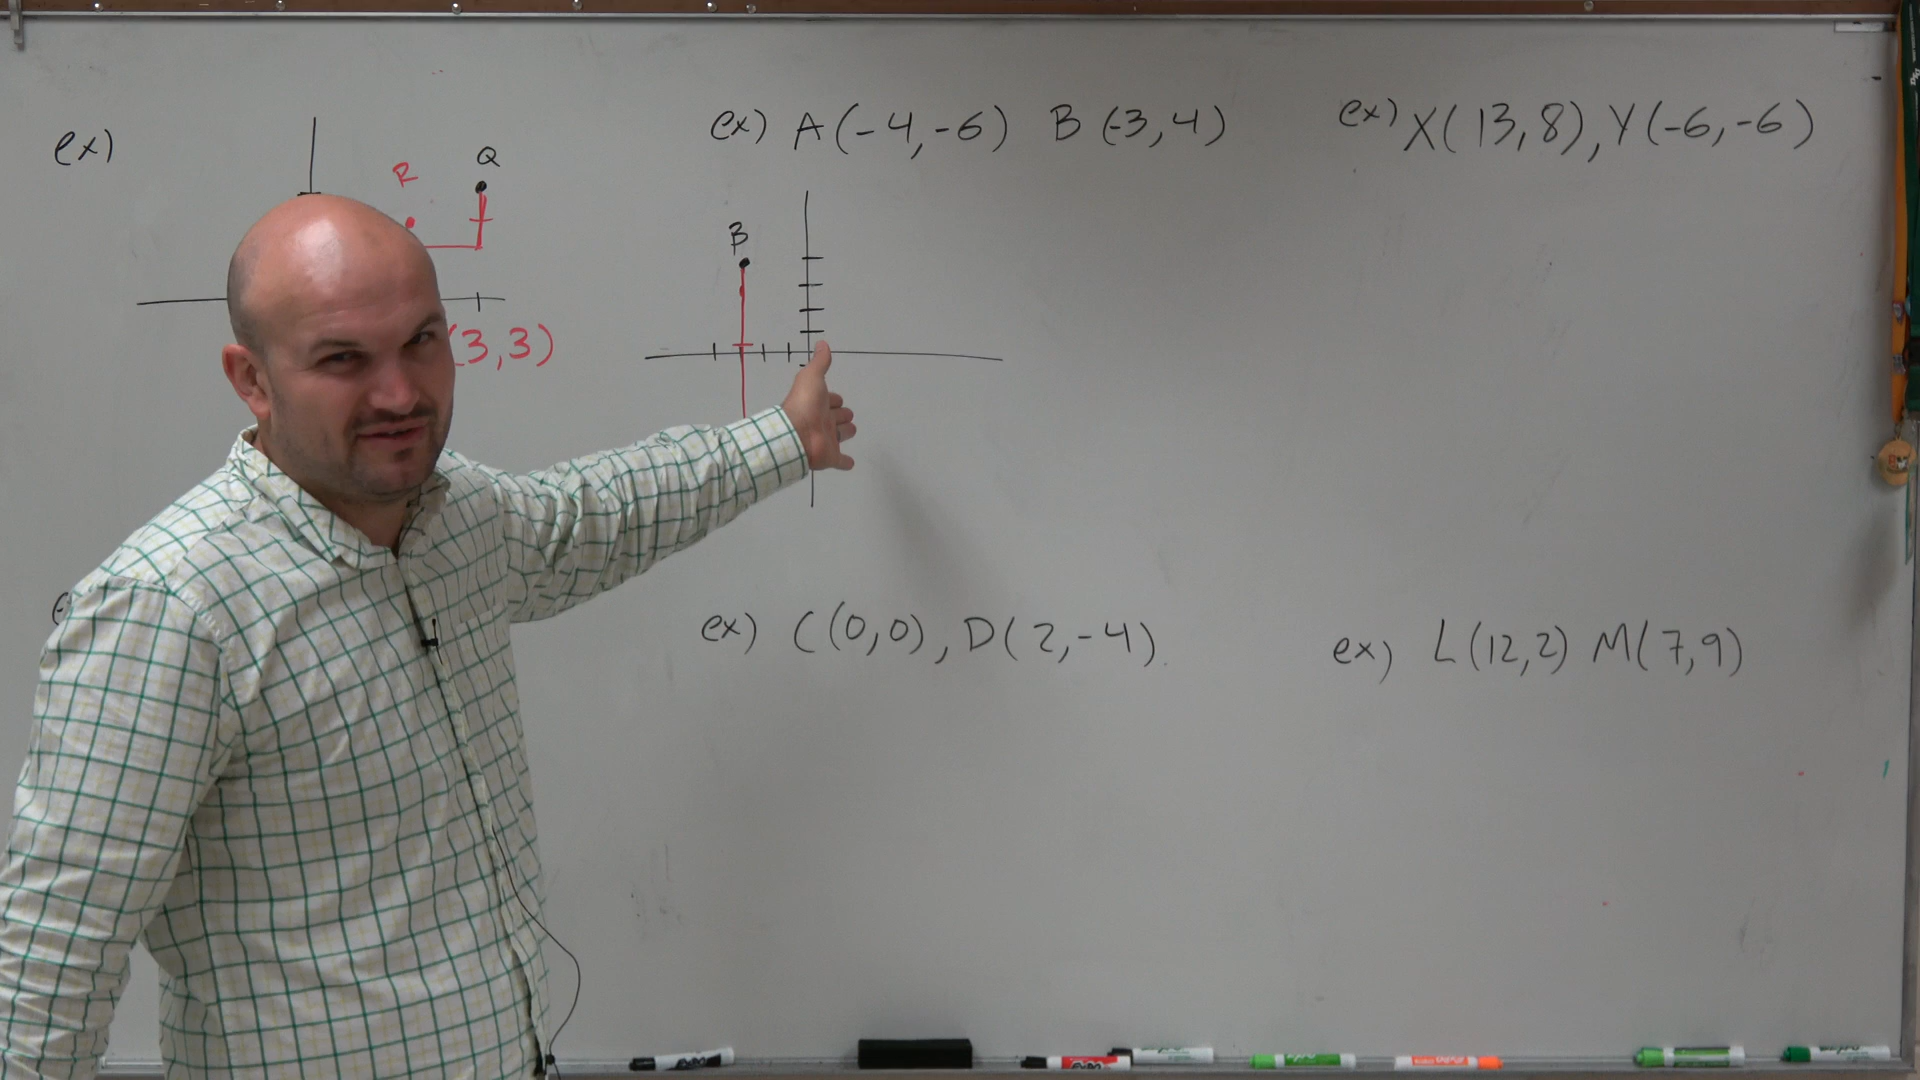 ex)
R
Q
(3,3)
ex) A(-4,-6) B(-3,4)
B
ex) X(13,8), Y(-6,-6)
ex) C(0,0), D(2,-4).
ex) L(12,2) M(7,9)